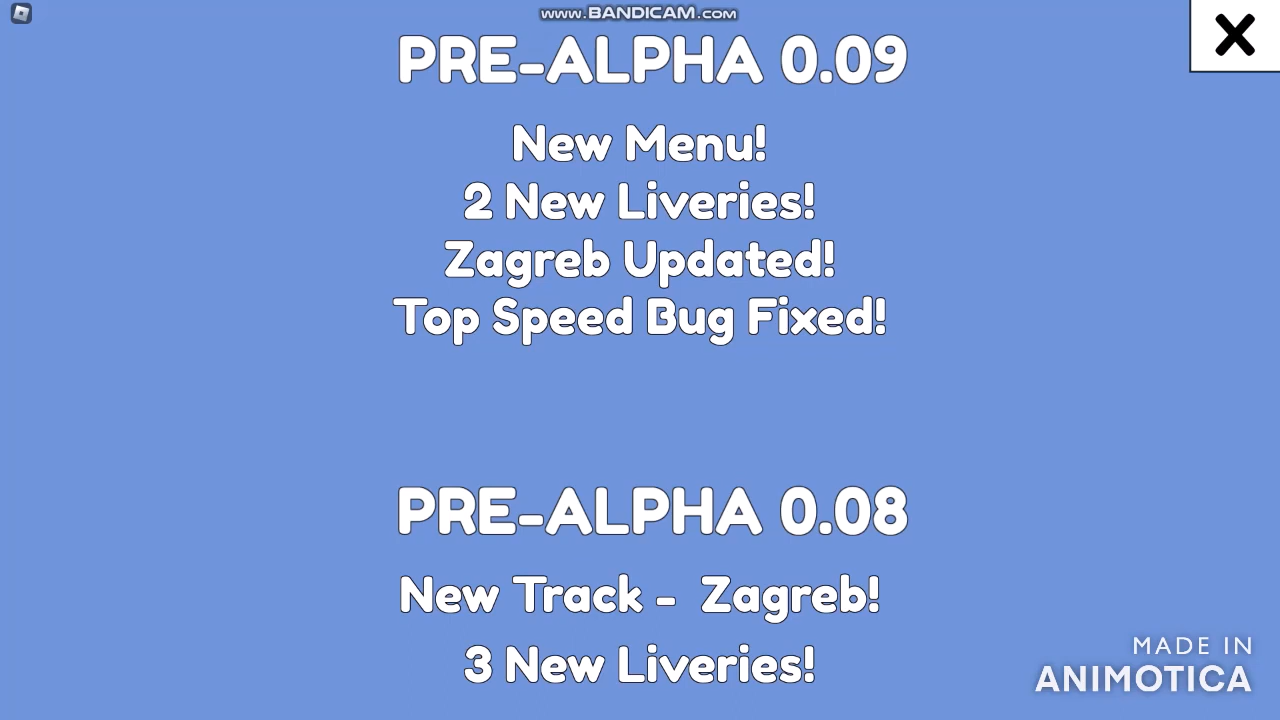 www.BANDICAM.com
PRE-ALPHA 0.09
New Menu!
2 New Liveries!
Zagreb Updated!
Top Speed Bug Fixed!
PRE-ALPHA 0.08
New Track - Zagreb!
3 New Liveries!
MADE IN
ANIMOTICA